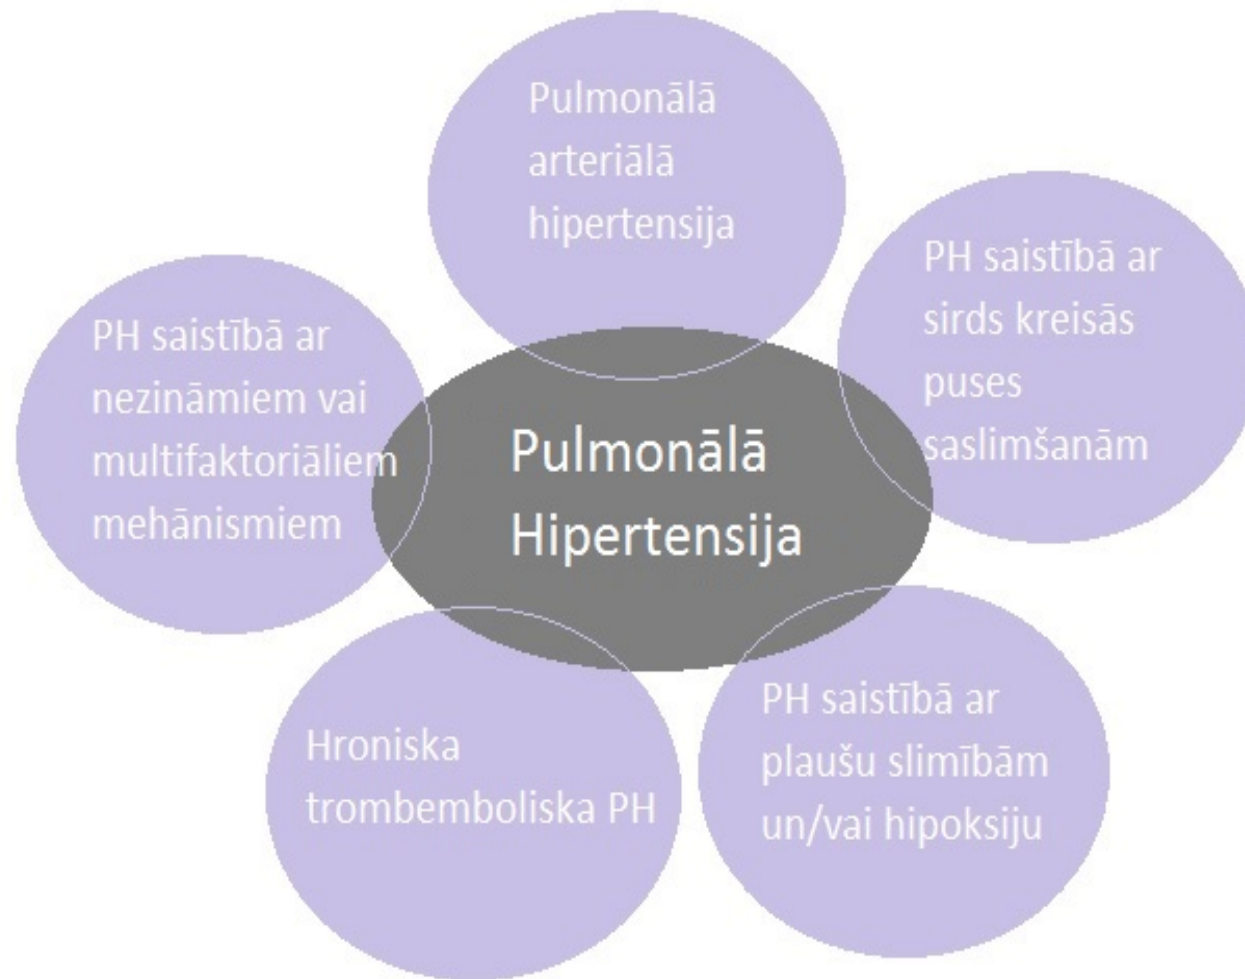 Pulmonālā
arteriālā
hipertensija
PH saistībā ar
sirds kreisās
puses
saslimšanām
PH saistībā ar
nezināmiem vai
multifaktoriāliem
mehānismiem
Pulmonālā
Hipertensija
PH saistībā ar
plaušu slimībām
un/vai hipoksiju
Hroniska
trombemboliska PH